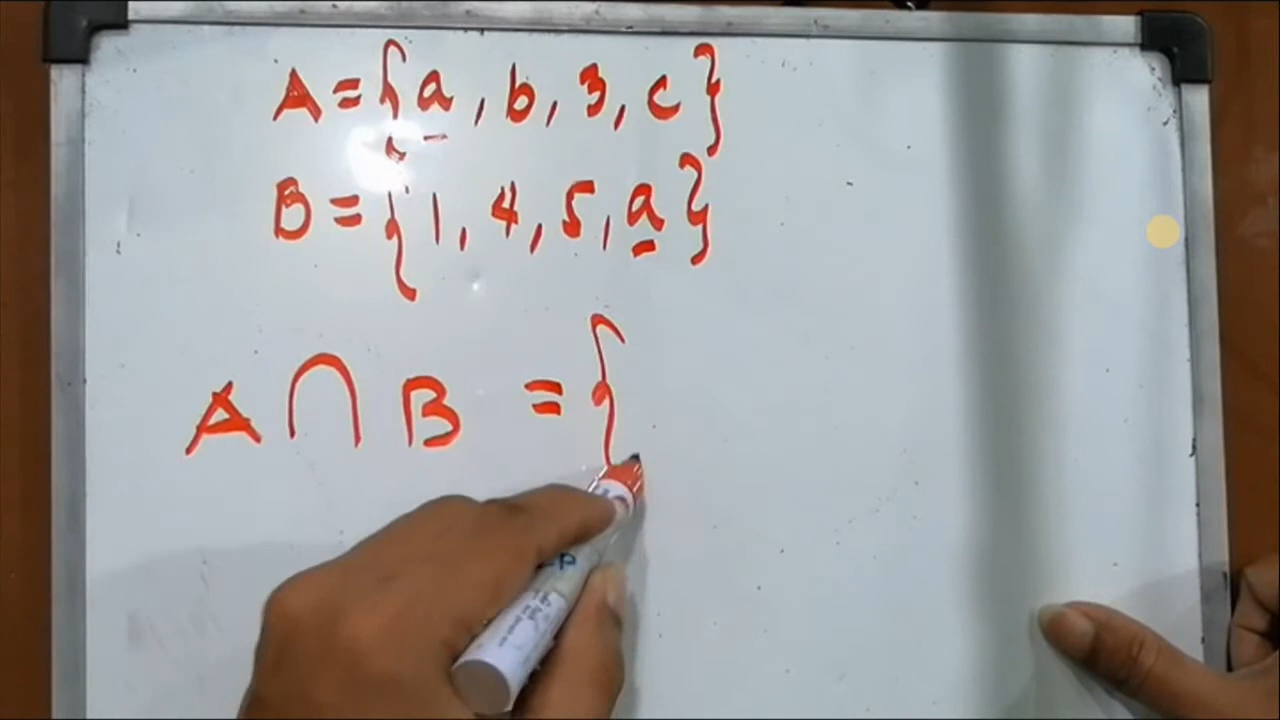 A = {a, b, 3, c}
B = {1, 4, 5, a}
A ∩ B = {